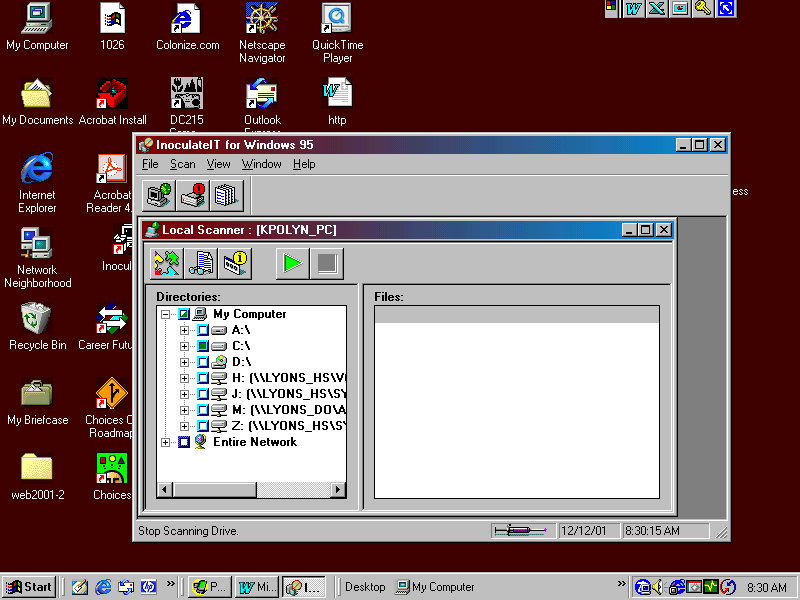 My Computer
1026
Colonize.com
Netscape
Navigator
QuickTime
Player
My Documents
Acrobat Install
DC215
Outlook
http
Internet
Explorer
Acrobat
Reader 4.
ess
Network
Neighborhood
Inocul
Recycle Bin
Career Futu
My Briefcase
Choices
Roadmap
web2001-2
Choices
InoculateIT for Windows 95
File Scan View Window Help
Local Scanner : [KPOLYN_PC]
Directories:
Files:
My Computer
A:\
C:\
D:\
H: (\\LYONS_HS\V
J: (\\LYONS_HS\SY
M: (\\LYONS_DO\A
Z: (\\LYONS_HS\SY
Entire Network
Stop Scanning Drive.
12/12/01
8:30:15 AM
Start
P...
Mi...
I...
Desktop
My Computer
8:30 AM